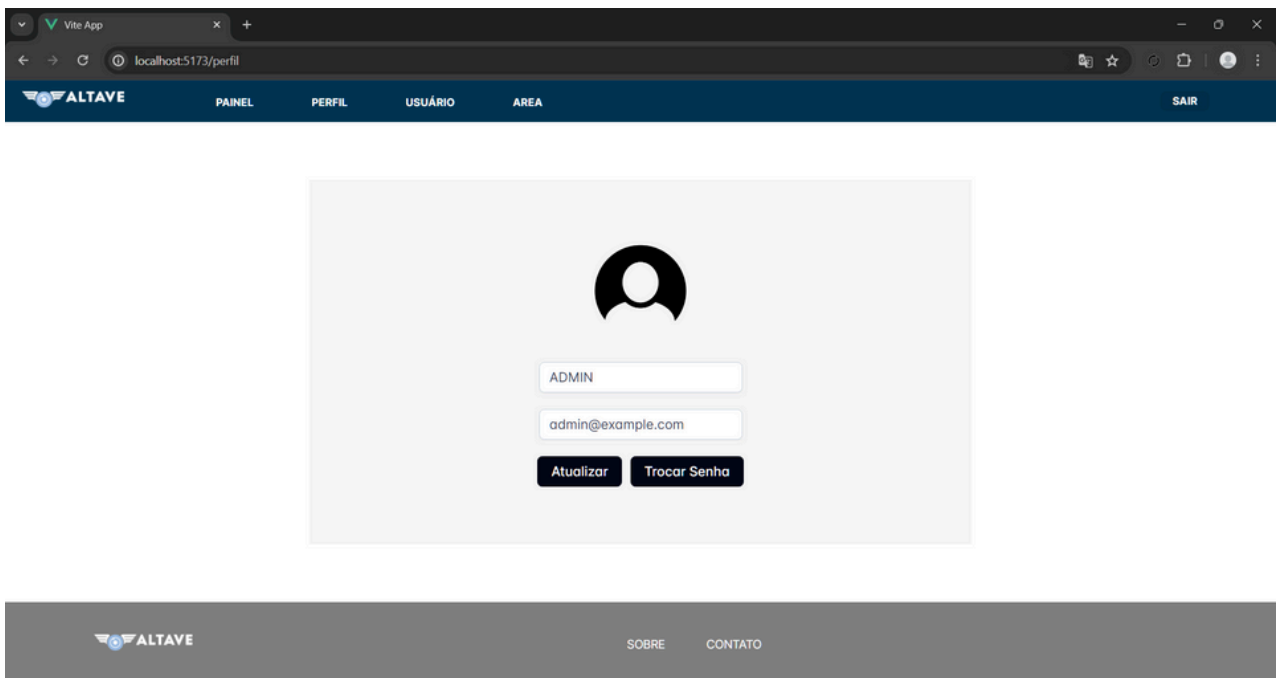 Vite App
localhost:5173/perfil
ALTAVE PAINEL PERFIL USUÁRIO AREA SAIR
ADMIN
admin@example.com
Atualizar Trocar Senha
ALTAVE SOBRE CONTATO